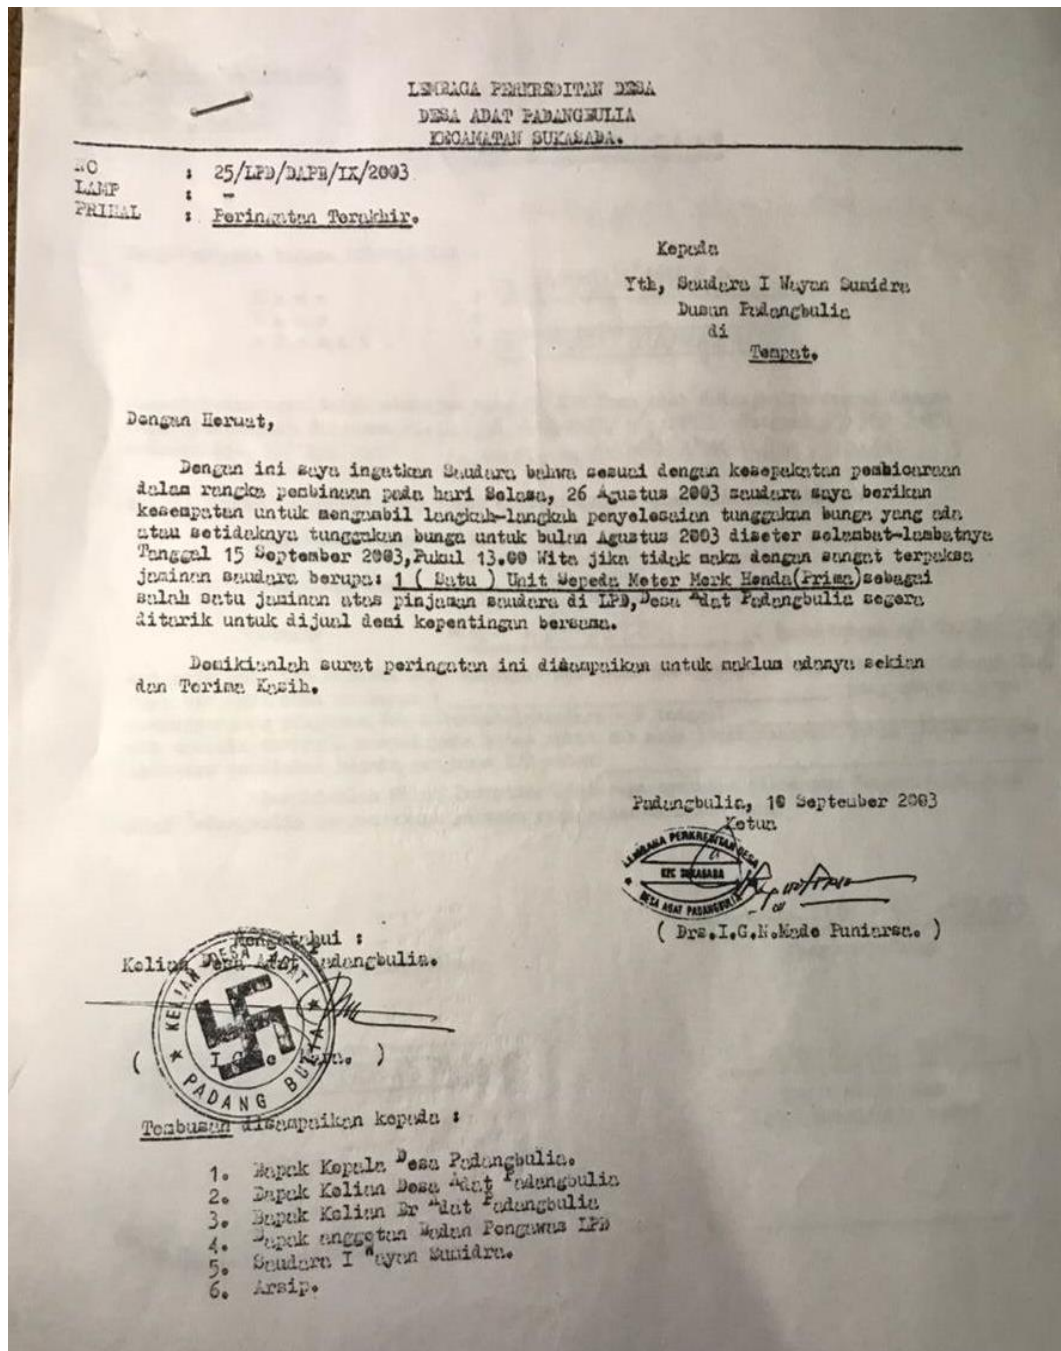 LEMBAGA PERKREDITAN DESA
DESA ADAT PADANGBULIA
KECAMATAN SUKASADA.
NO : 25/LPD/DAPB/IX/2003
LAMP : -
PRIHAL : Peringatan Terakhir.
Kepada
Yth, Saudara I Wayan Sumidra
Dusun Padangbulia
di
Tempat.
Dengan Hormat,
Dengan ini saya ingatkan Saudara bahwa sesuai dengan kesepakatan pembicaraan
dalam rangka pembinaan pada hari Selasa, 26 Agustus 2003 saudara saya berikan
kesempatan untuk mengambil langkah-langkah penyelesaian tunggakan bunga yang ada
atau setidaknya tunggakan bunga untuk bulan Agustus 2003 disetor selambat-lambatnya
Tanggal 15 September 2003, Pukul 13.00 Wita jika tidak maka dengan sangat terpaksa
jaminan saudara berupa: 1 ( Satu ) Unit Sepeda Motor Merk Honda(Prima)sebagai
salah satu jaminan atas pinjaman saudara di LPD, Desa Adat Padangbulia segera
ditarik untuk dijual demi kepentingan bersama.
Demikianlah surat peringatan ini disampaikan untuk maklum adanya sekian
dan Terima Kasih.
Padangbulia, 10 September 2003
Ketua
LEMBAGA PERKREDITAN DESA
KEC SUKASADA
DESA ADAT PADANGBULIA
( Drs.I.G.N.Made Puniarsa. )
Mengetahui :
Kelian Desa Adat Padangbulia.
KELIAN DESA ADAT
PADANG BULIA
Tembusan disampaikan kepada :
1. Bapak Kepala Desa Padangbulia.
2. Bapak Kelian Desa Adat Padangbulia
3. Bapak Kelian Br Adat Padangbulia
4. Bapak anggotan Badan Pengawas LPD
5. Saudara I Wayan Sumidra.
6. Arsip.